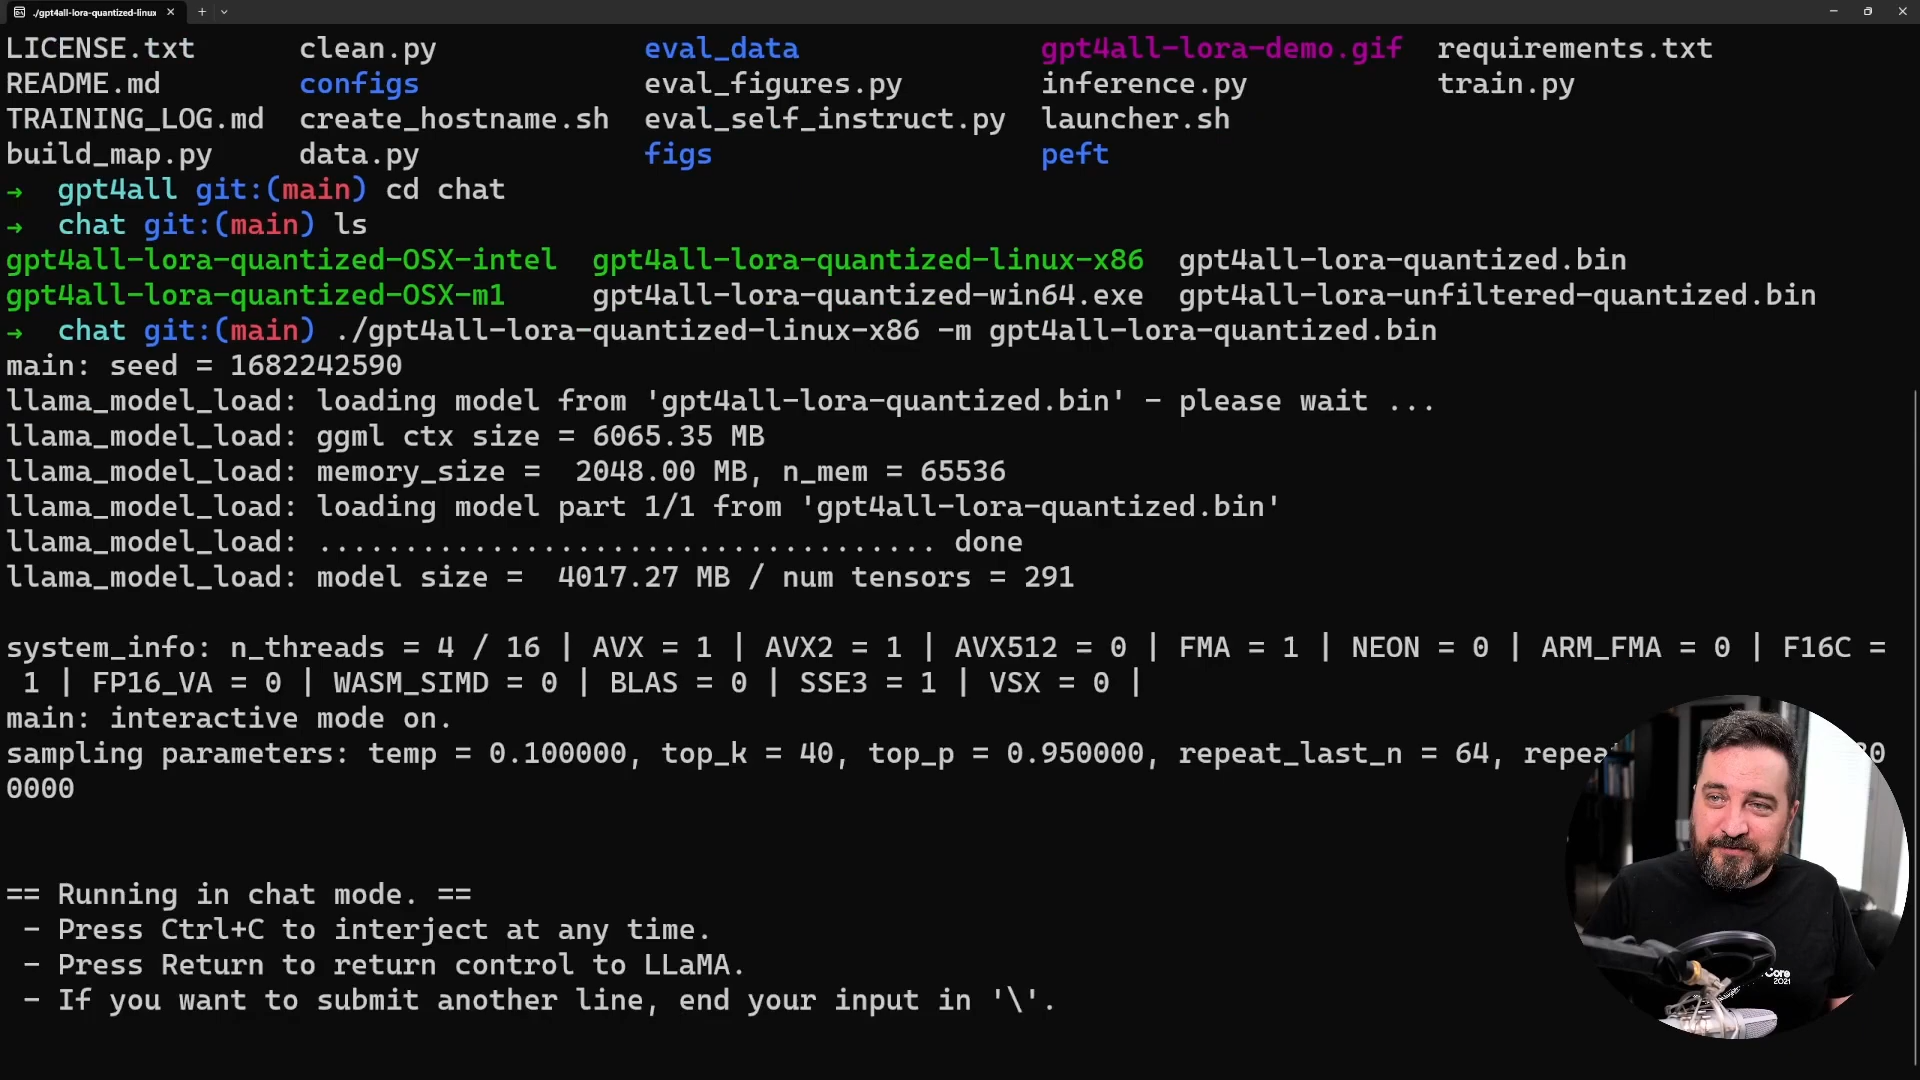 ./gpt4all-lora-quantized-linux
LICENSE.txt clean.py eval_data gpt4all-lora-demo.gif requirements.txt
README.md configs eval_figures.py inference.py train.py
TRAINING_LOG.md create_hostname.sh eval_self_instruct.py launcher.sh
build_map.py data.py figs peft
→ gpt4all git:(main) cd chat
→ chat git:(main) ls
gpt4all-lora-quantized-OSX-intel gpt4all-lora-quantized-linux-x86 gpt4all-lora-quantized.bin
gpt4all-lora-quantized-OSX-m1 gpt4all-lora-quantized-win64.exe gpt4all-lora-unfiltered-quantized.bin
→ chat git:(main) ./gpt4all-lora-quantized-linux-x86 -m gpt4all-lora-quantized.bin
main: seed = 1682242590
llama_model_load: loading model from 'gpt4all-lora-quantized.bin' - please wait ...
llama_model_load: ggml ctx size = 6065.35 MB
llama_model_load: memory_size =  2048.00 MB, n_mem = 65536
llama_model_load: loading model part 1/1 from 'gpt4all-lora-quantized.bin'
llama_model_load: .................................... done
llama_model_load: model size =  4017.27 MB / num tensors = 291
system_info: n_threads = 4 / 16 | AVX = 1 | AVX2 = 1 | AVX512 = 0 | FMA = 1 | NEON = 0 | ARM_FMA = 0 | F16C =
1 | FP16_VA = 0 | WASM_SIMD = 0 | BLAS = 0 | SSE3 = 1 | VSX = 0 |
main: interactive mode on.
sampling parameters: temp = 0.100000, top_k = 40, top_p = 0.950000, repeat_last_n = 64,
0000
== Running in chat mode. ==
- Press Ctrl+C to interject at any time.
- Press Return to return control to LLaMA.
- If you want to submit another line, end your input in '\'.
Core
2021